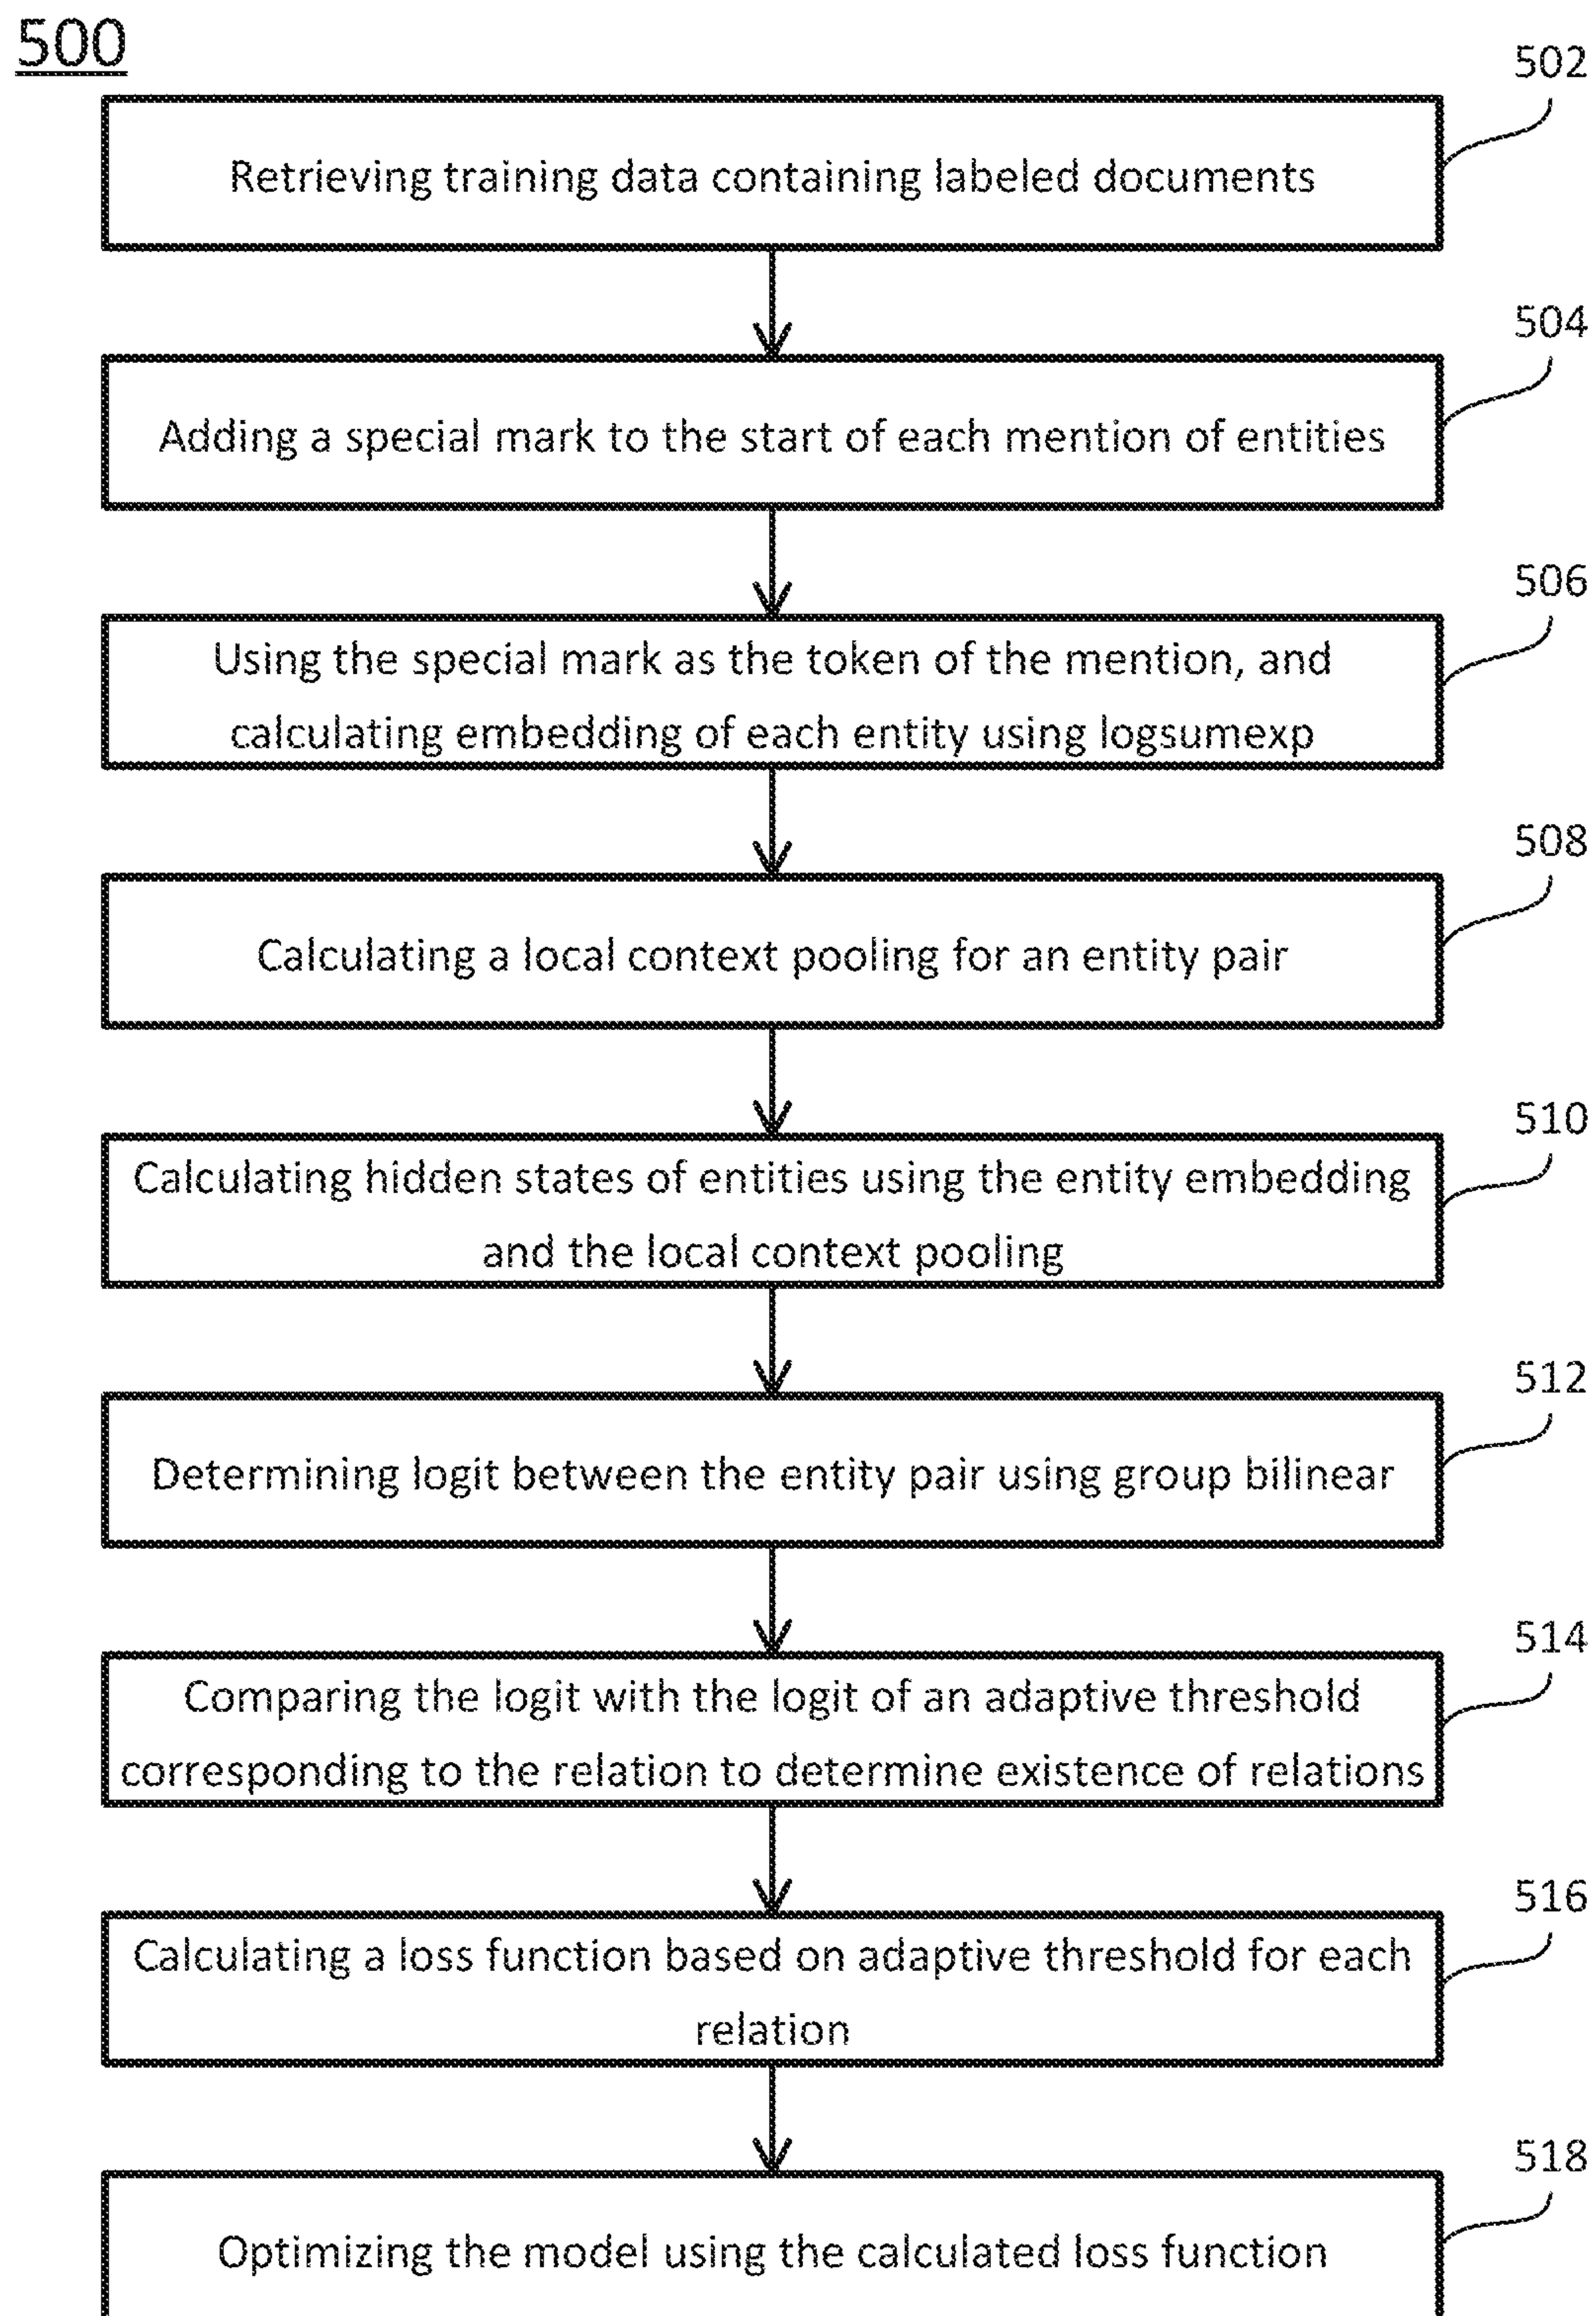 500
502
Retrieving training data containing labeled documents
504
Adding a special mark to the start of each mention of entities
506
Using the special mark as the token of the mention, and
calculating embedding of each entity using logsumexp
508
Calculating a local context pooling for an entity pair
510
Calculating hidden states of entities using the entity embedding
and the local context pooling
512
Determining logit between the entity pair using group bilinear
514
Comparing the logit with the logit of an adaptive threshold
corresponding to the relation to determine existence of relations
516
Calculating a loss function based on adaptive threshold for each
relation
518
Optimizing the model using the calculated loss function